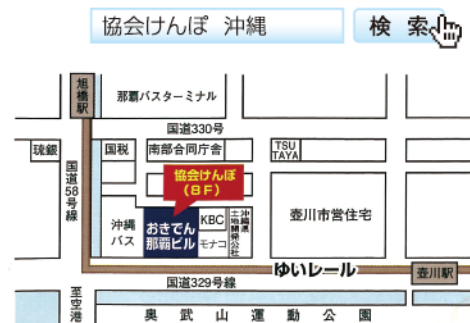 協会けんぽ 沖縄
検 索
旭橋駅
那覇バスターミナル
国道330号
琉銀
国税
南部合同庁舎
TSU
TAYA
国道58号線
協会けんぽ
(8F)
沖縄
バス
おきでん
那覇ビル
KBC
モナコ
沖縄県
土地開発公社
壺川市営住宅
ゆいレール
壺川駅
国道329号線
至空港
奥武山運動公園